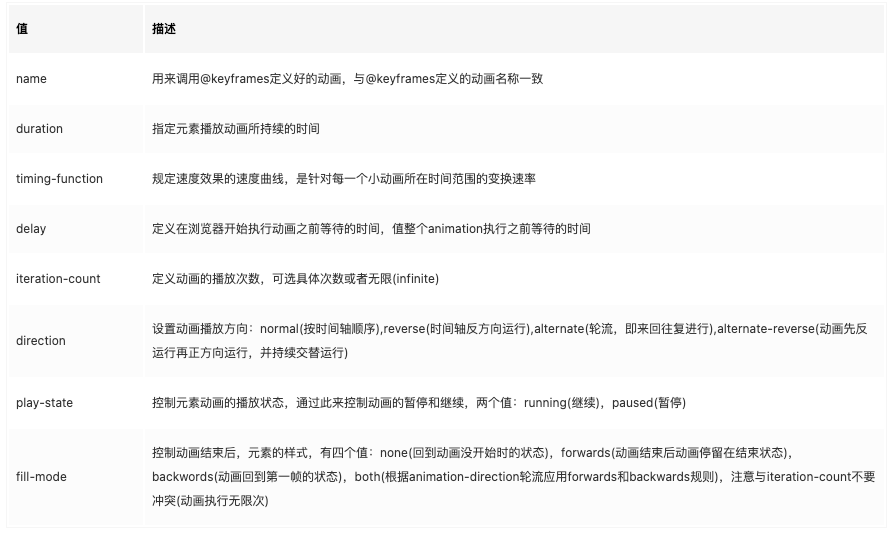 值 描述
name 用来调用@keyframes定义好的动画，与@keyframes定义的动画名称一致
duration 指定元素播放动画所持续的时间
timing-function 规定速度效果的速度曲线，是针对每一个小动画所在时间范围的变换速率
delay 定义在浏览器开始执行动画之前等待的时间，值整个animation执行之前等待的时间
iteration-count 定义动画的播放次数，可选具体次数或者无限(infinite)
direction 设置动画播放方向：normal(按时间轴顺序),reverse(时间轴反方向运行),alternate(轮流，即来回往复进行),alternate-reverse(动画先反
运行再正方向运行，并持续交替运行)
play-state 控制元素动画的播放状态，通过此来控制动画的暂停和继续，两个值：running(继续)，paused(暂停)
fill-mode 控制动画结束后，元素的样式，有四个值：none(回到动画没开始时的状态)，forwards(动画结束后动画停留在结束状态)，
backwords(动画回到第一帧的状态)，both(根据animation-direction轮流应用forwards和backwards规则)，注意与iteration-count不要
冲突(动画执行无限次)